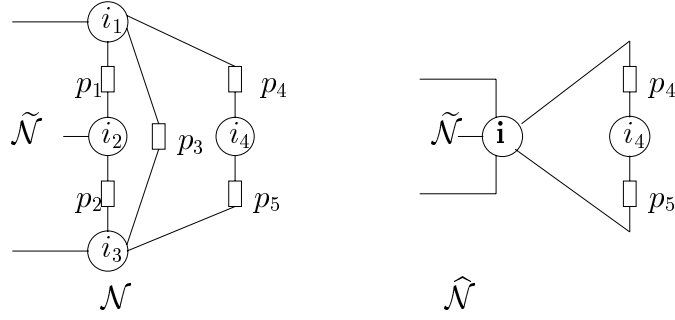 i₁
p₁ p₄ p₄
Ñ i₂ p₃ i₄ Ñ i i₄
p₂ p₅ p₅
i₃
N N̂